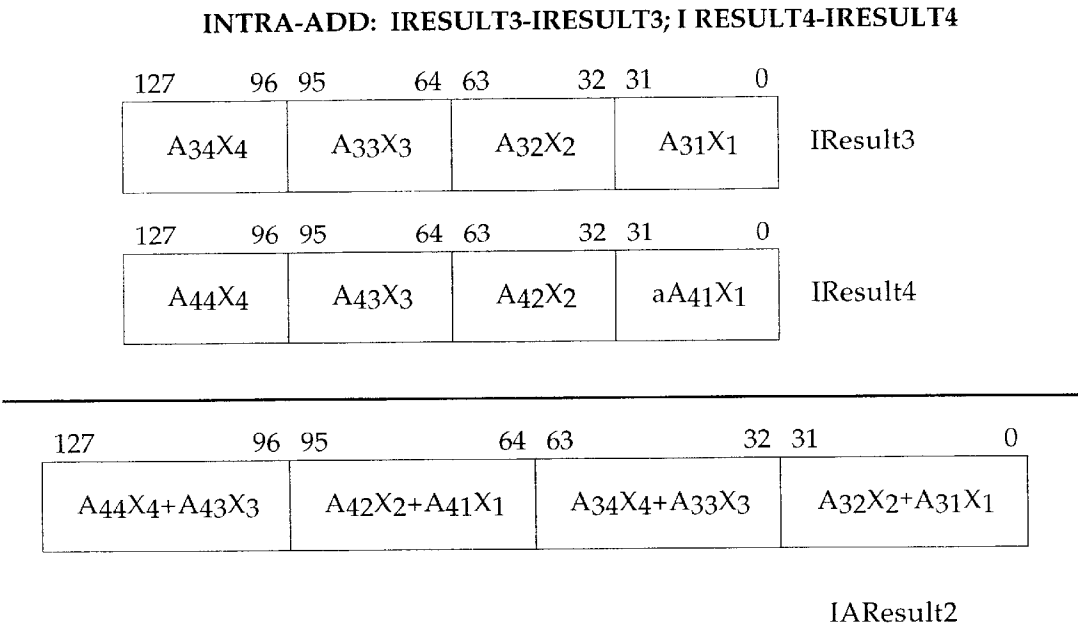 INTRA-ADD: IRESULT3-IRESULT3; I RESULT4-IRESULT4
127 96 95 64 63 32 31 0
A34X4 A33X3 A32X2 A31X1 IResult3
127 96 95 64 63 32 31 0
A44X4 A43X3 A42X2 aA41X1 IResult4
127 96 95 64 63 32 31 0
A44X4+A43X3 A42X2+A41X1 A34X4+A33X3 A32X2+A31X1
IAResult2